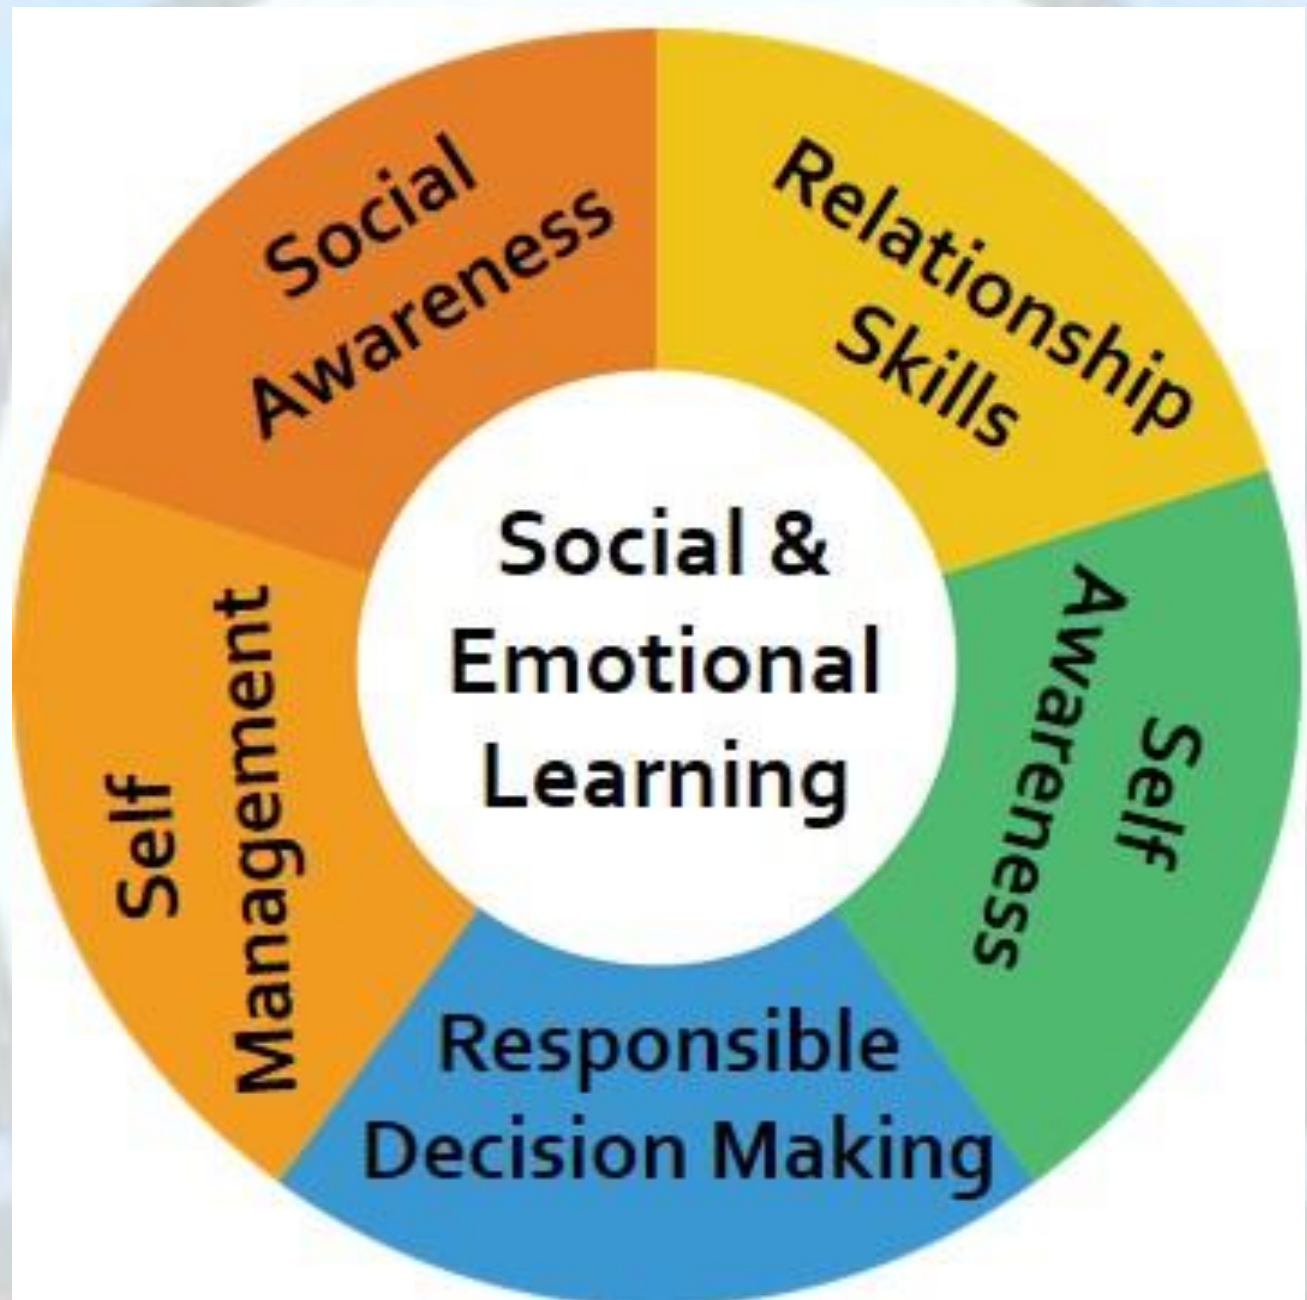 Social
Awareness
Relationship
Skills
Social &
Emotional
Learning
Self
Awareness
Self
Management
Responsible
Decision Making